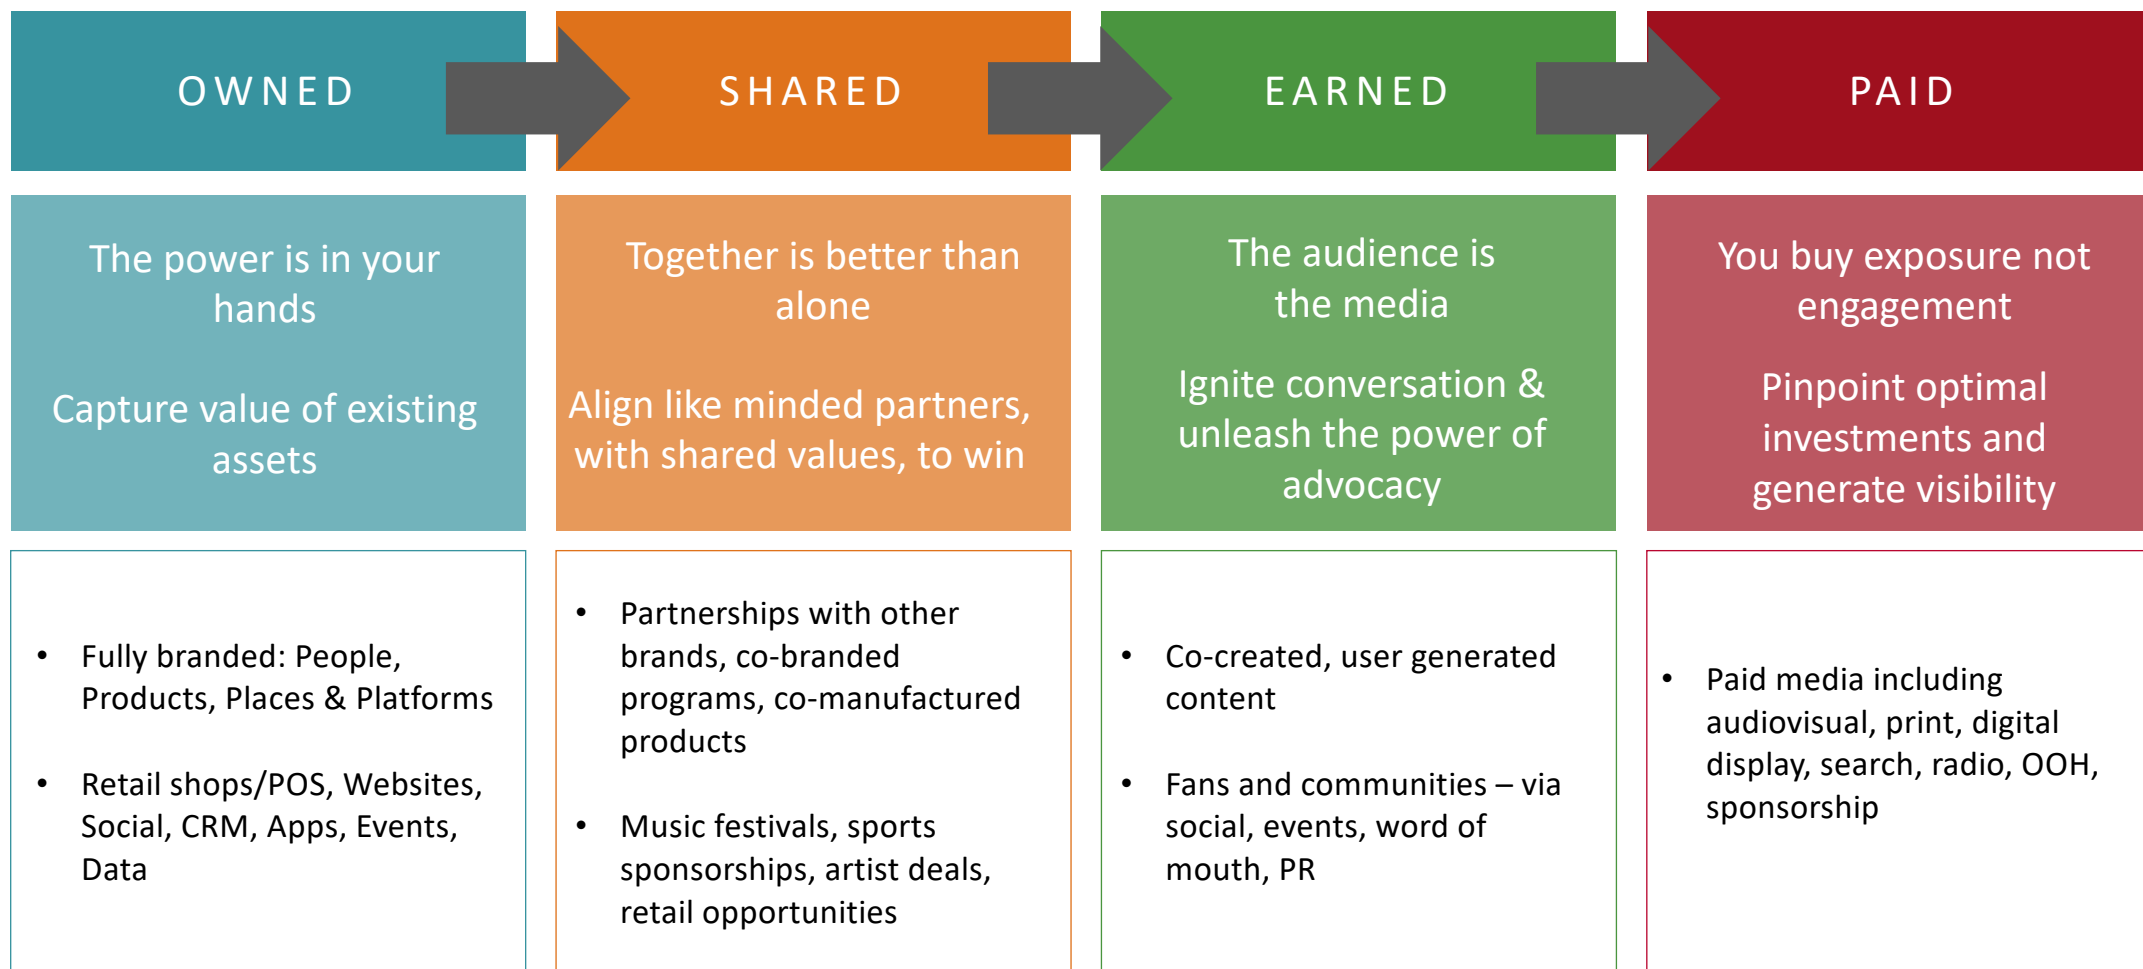 OWNED
SHARED
EARNED
PAID
The power is in your
hands
Capture value of existing
assets
Together is better than
alone
Align like minded partners,
with shared values, to win
The audience is
the media
Ignite conversation &
unleash the power of
advocacy
You buy exposure not
engagement
Pinpoint optimal
investments and
generate visibility
• Fully branded: People,
Products, Places & Platforms
• Retail shops/POS, Websites,
Social, CRM, Apps, Events,
Data
• Partnerships with other
brands, co-branded
programs, co-manufactured
products
• Music festivals, sports
sponsorships, artist deals,
retail opportunities
• Co-created, user generated
content
• Fans and communities – via
social, events, word of
mouth, PR
• Paid media including
audiovisual, print, digital
display, search, radio, OOH,
sponsorship